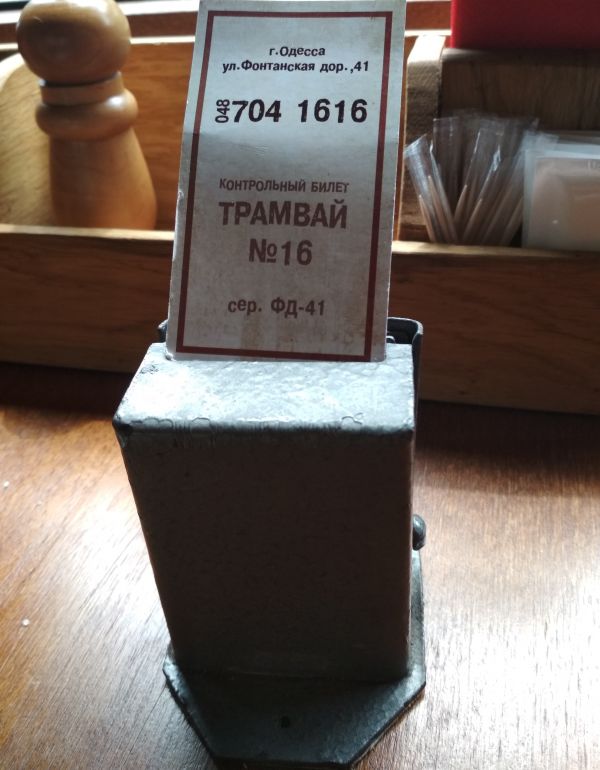 г.Одесса
ул.Фонтанская дор.,41
048 704 1616
КОНТРОЛЬНЫЙ БИЛЕТ
ТРАМВАЙ
№16
сер. ФД-41